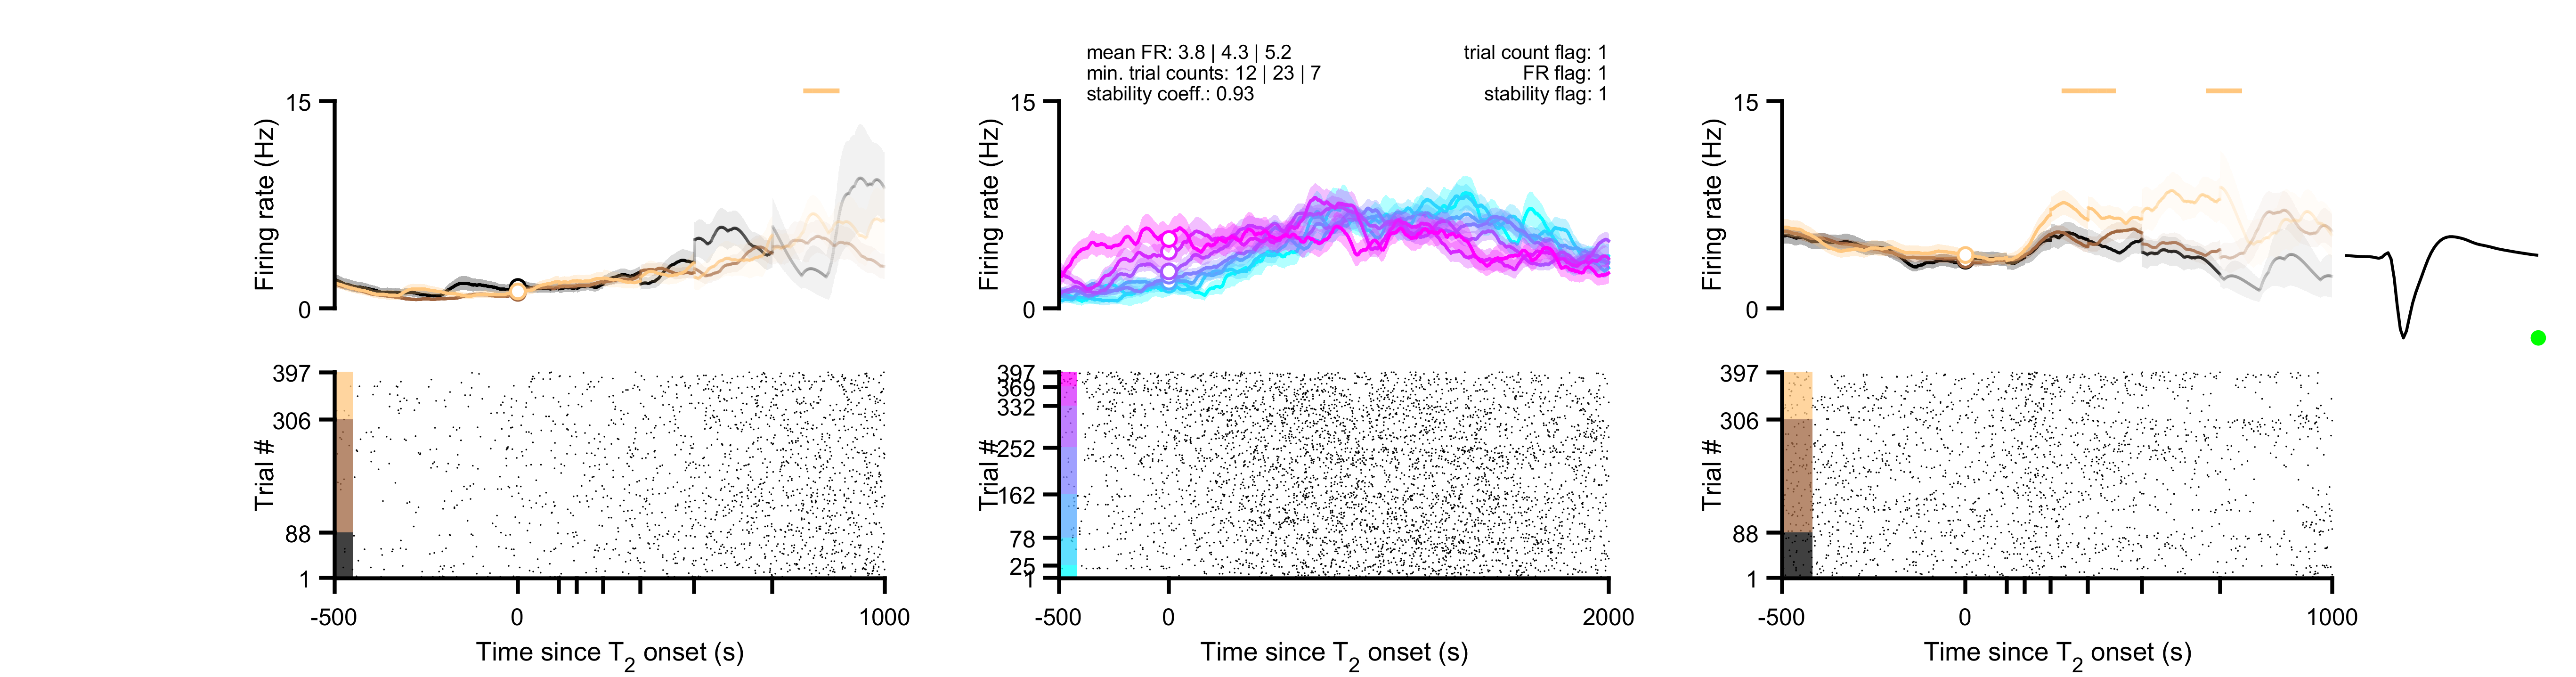 mean FR: 3.8 | 4.3 | 5.2
min. trial counts: 12 | 23 | 7
stability coeff.: 0.93
trial count flag: 1
FR flag: 1
stability flag: 1
15
0
Firing rate (Hz)
15
0
Firing rate (Hz)
15
0
Firing rate (Hz)
397
306
88
1
Trial #
-500
0
1000
Time since T2 onset (s)
397
369
332
252
162
78
25
1
Trial #
-500
0
2000
Time since T2 onset (s)
397
306
88
1
Trial #
-500
0
1000
Time since T2 onset (s)